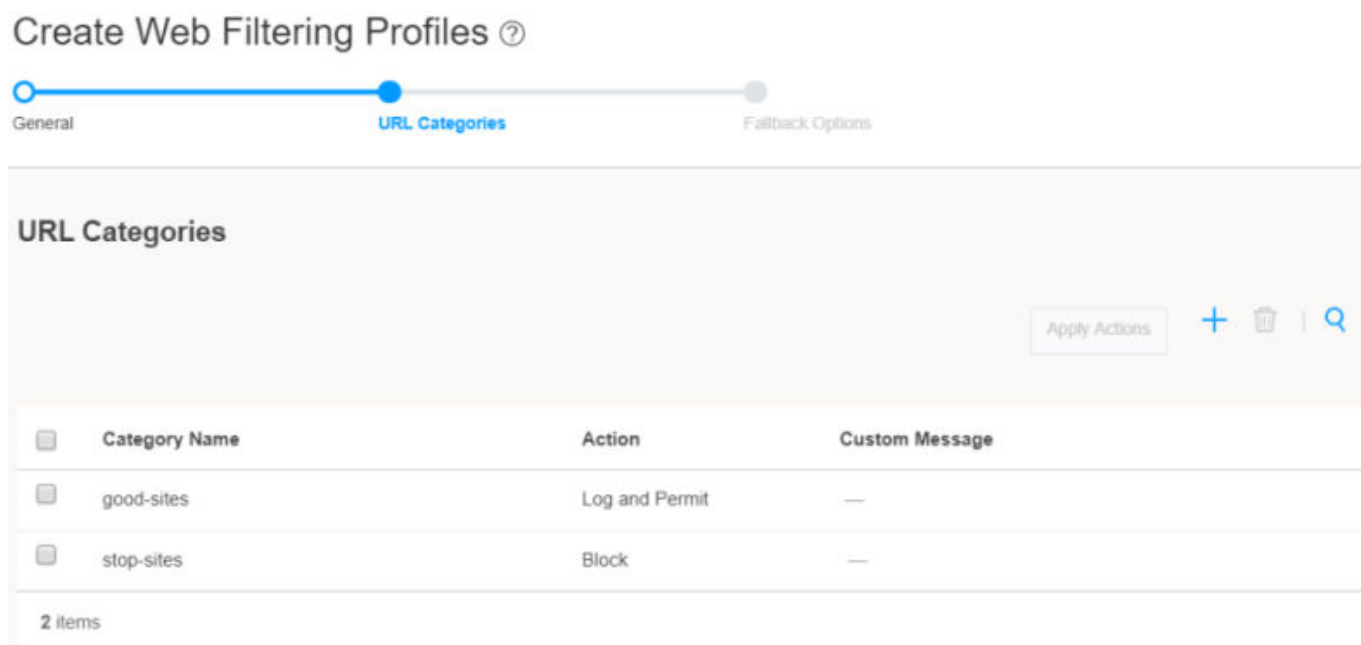 Create Web Filtering Profiles ?
General URL Categories Fallback Options
URL Categories
Apply Actions
Category Name Action Custom Message
good-sites Log and Permit —
stop-sites Block —
2 items